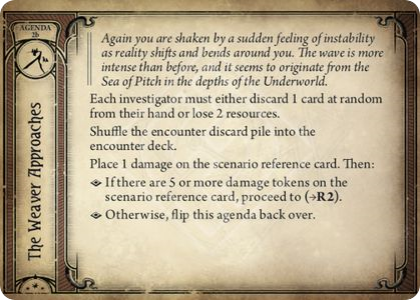 AGENDA
2b
The Weaver Approaches
Again you are shaken by a sudden feeling of instability
as reality shifts and bends around you. The wave is more
intense than before, and it seems to originate from the
Sea of Pitch in the depths of the Underworld.
Each investigator must either discard 1 card at random
from their hand or lose 2 resources.
Shuffle the encounter discard pile into the
encounter deck.
Place 1 damage on the scenario reference card. Then:
If there are 5 or more damage tokens on the
scenario reference card, proceed to (→R2).
Otherwise, flip this agenda back over.